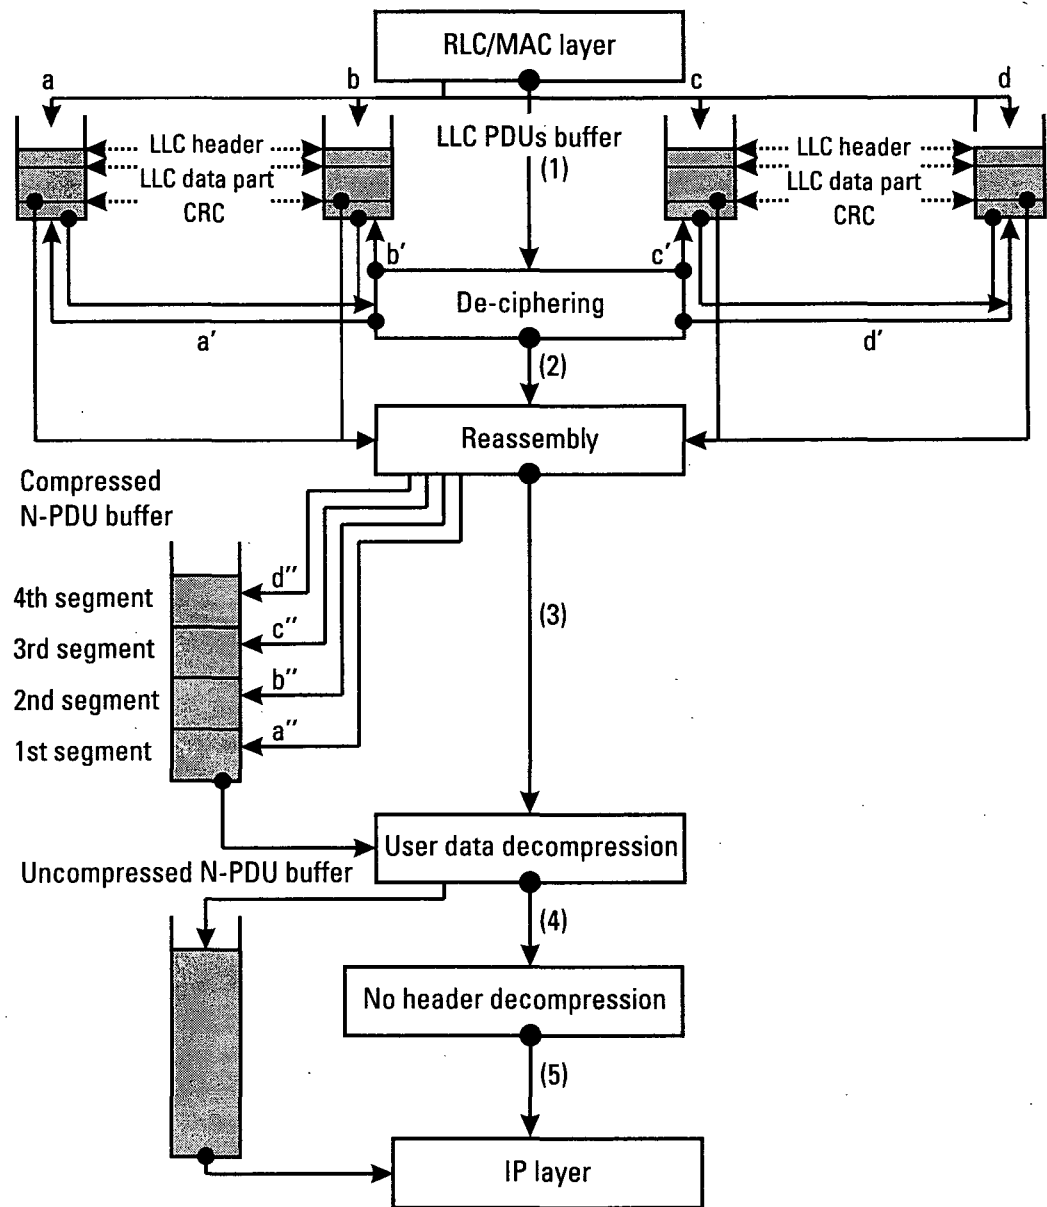 RLC/MAC layer
a
b
c
d
LLC header
LLC data part
CRC
LLC PDUs buffer
(1)
LLC header
LLC data part
CRC
b′
c′
De-ciphering
a′
d′
(2)
Reassembly
Compressed
N-PDU buffer
d″
4th segment
c″
3rd segment
(3)
b″
2nd segment
a″
1st segment
User data decompression
Uncompressed N-PDU buffer
(4)
No header decompression
(5)
IP layer